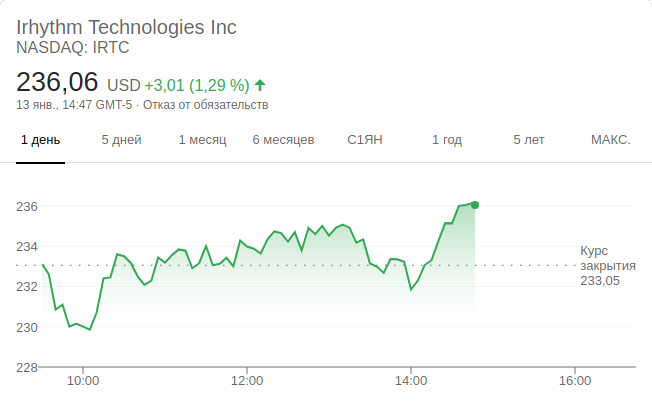 Irhythm Technologies Inc
NASDAQ: IRTC
236,06 USD +3,01 (1,29 %)
13 янв., 14:47 GMT-5 · Отказ от обязательств
1 день 5 дней 1 месяц 6 месяцев С1ЯН 1 год 5 лет МАКС.
236
234
Курс
закрытия
233,05
232
230
228
10:00 12:00 14:00 16:00